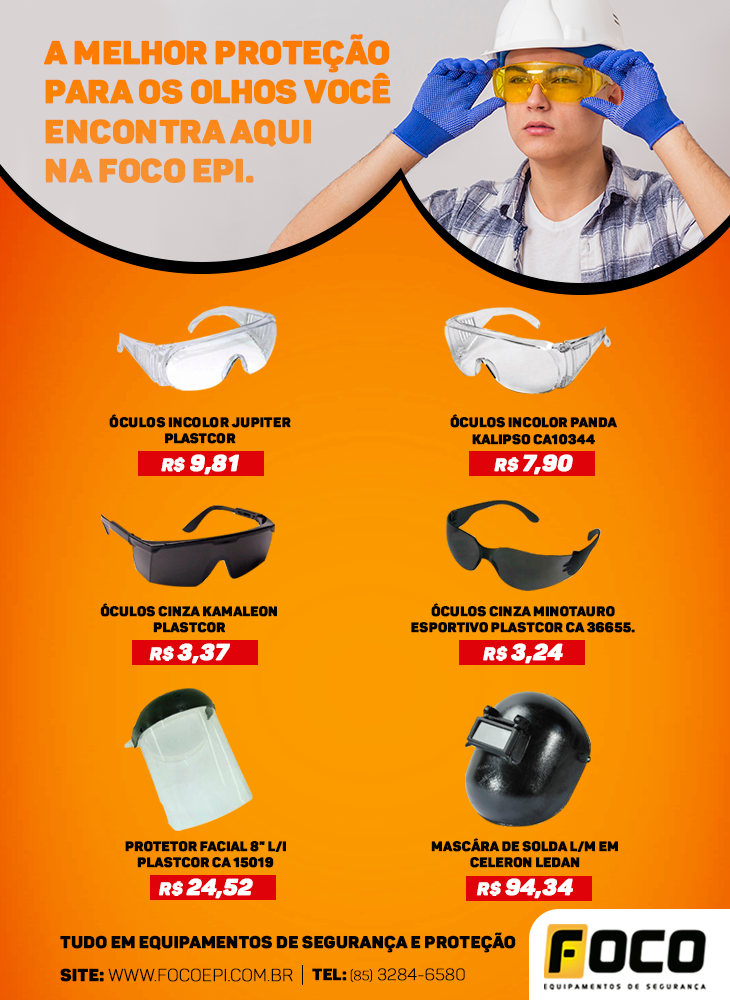 A MELHOR PROTEÇÃO
PARA OS OLHOS VOCÊ
ENCONTRA AQUI
NA FOCO EPI.
ÓCULOS INCOLOR JUPITER
PLASTCOR
R$ 9,81
ÓCULOS INCOLOR PANDA
KALIPSO CA10344
R$ 7,90
ÓCULOS CINZA KAMALEON
PLASTCOR
R$ 3,37
ÓCULOS CINZA MINOTAURO
ESPORTIVO PLASTCOR CA 36655.
R$ 3,24
PROTETOR FACIAL 8" L/I
PLASTCOR CA 15019
R$ 24,52
MASCÁRA DE SOLDA L/M EM
CELERON LEDAN
R$ 94,34
TUDO EM EQUIPAMENTOS DE SEGURANÇA E PROTEÇÃO
SITE: WWW.FOCOEPI.COM.BR | TEL: (85) 3284-6580
FOCO
EQUIPAMENTOS DE SEGURANÇA